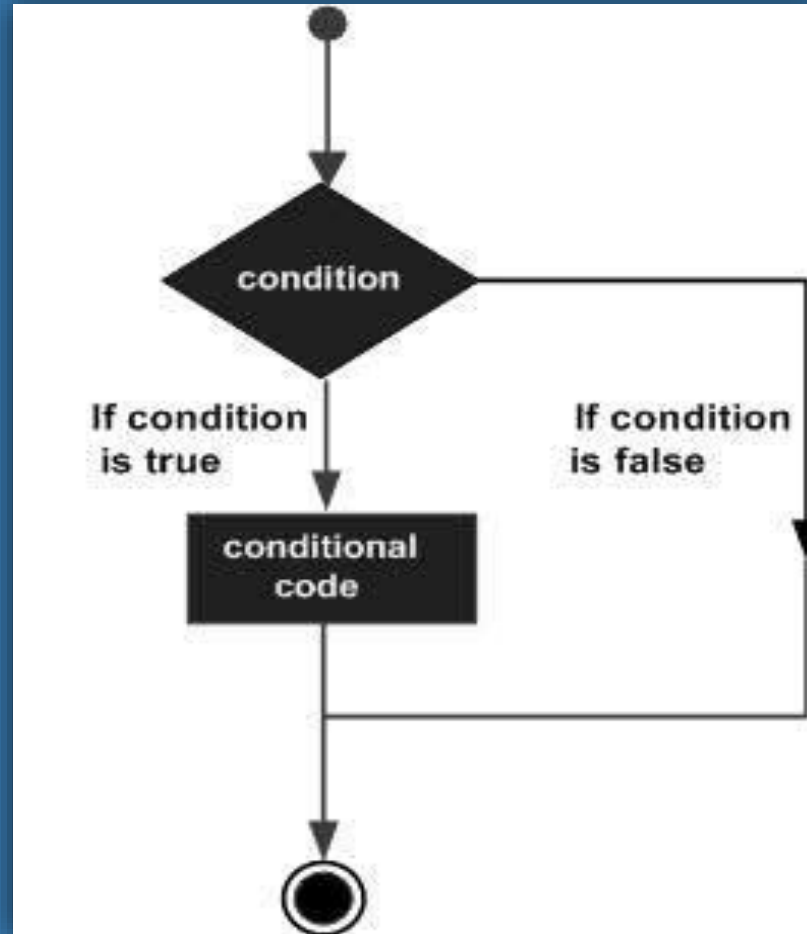 condition
If condition
is true
If condition
is false
conditional
code